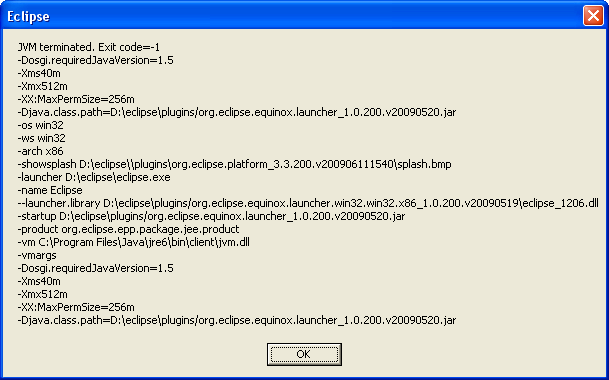 Eclipse
JVM terminated. Exit code=-1
-Dosgi.requiredJavaVersion=1.5
-Xms40m
-Xmx512m
-XX:MaxPermSize=256m
-Djava.class.path=D:\eclipse\plugins/org.eclipse.equinox.launcher_1.0.200.v20090520.jar
-os win32
-ws win32
-arch x86
-showsplash D:\eclipse\\plugins\org.eclipse.platform_3.3.200.v200906111540\splash.bmp
-launcher D:\eclipse\eclipse.exe
-name Eclipse
--launcher.library D:\eclipse\plugins/org.eclipse.equinox.launcher.win32.win32.x86_1.0.200.v20090519\eclipse_1206.dll
-startup D:\eclipse\plugins/org.eclipse.equinox.launcher_1.0.200.v20090520.jar
-product org.eclipse.epp.package.jee.product
-vm C:\Program Files\Java\jre6\bin\client\jvm.dll
-vmargs
-Dosgi.requiredJavaVersion=1.5
-Xms40m
-Xmx512m
-XX:MaxPermSize=256m
-Djava.class.path=D:\eclipse\plugins/org.eclipse.equinox.launcher_1.0.200.v20090520.jar
OK